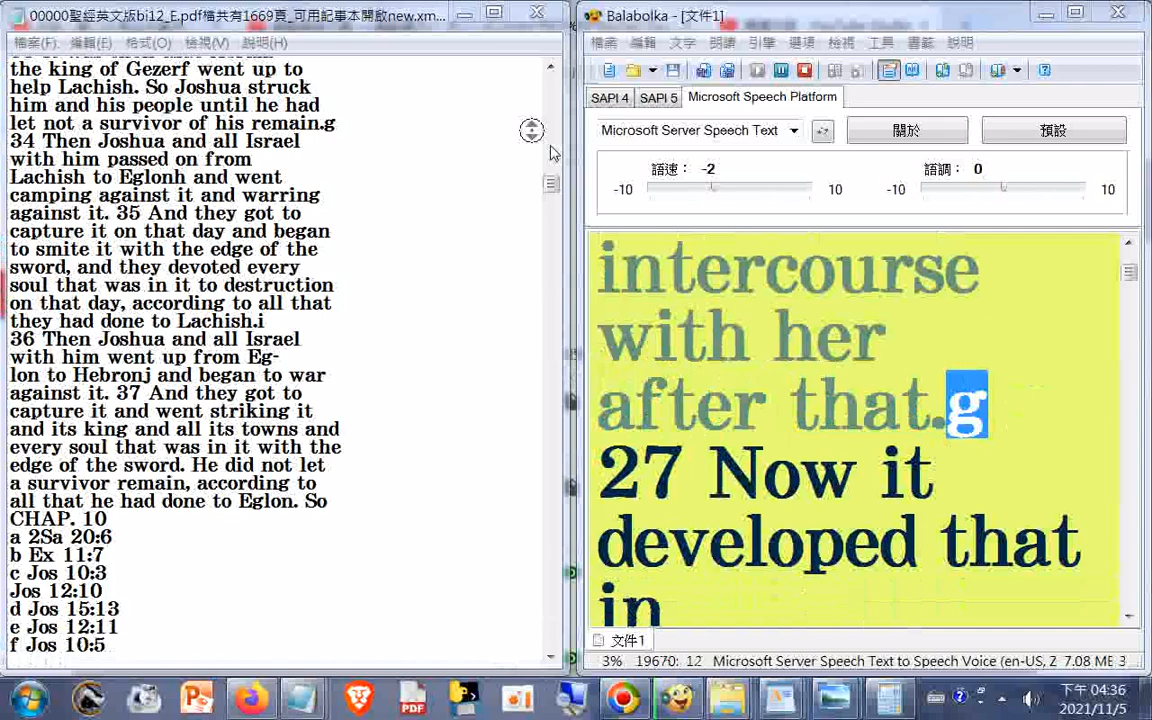 00000聖經英文版bi12_E.pdf檔共有1669頁_可用記事本開啟new.xm...
檔案(F) 編輯(E) 格式(O) 檢視(V) 說明(H)
the king of Gezerf went up to
help Lachish. So Joshua struck
him and his people until he had
let not a survivor of his remain.g
34 Then Joshua and all Israel
with him passed on from
Lachish to Eglonh and went
camping against it and warring
against it. 35 And they got to
capture it on that day and began
to smite it with the edge of the
sword, and they devoted every
soul that was in it to destruction
on that day, according to all that
they had done to Lachish.i
36 Then Joshua and all Israel
with him went up from Eg-
lon to Hebronj and began to war
against it. 37 And they got to
capture it and went striking it
and its king and all its towns and
every soul that was in it with the
edge of the sword. He did not let
a survivor remain, according to
all that he had done to Eglon. So
CHAP. 10
a 2Sa 20:6
b Ex 11:7
c Jos 10:3
Jos 12:10
d Jos 15:13
e Jos 12:11
f Jos 10:5
Balabolka - [文件1]
檔案 編輯 文字 朗讀 引擎 選項 檢視 工具 書籤 說明
SAPI 4 SAPI 5 Microsoft Speech Platform
Microsoft Server Speech Text 關於 預設
語速： -2 語調： 0
-10 10 -10 10
intercourse
with her
after that.g
27 Now it
developed that
in
文件1
3% 19670: 12 Microsoft Server Speech Text to Speech Voice (en-US, 2 7.08 ME 3
PDF
下午 04:36
2021/11/5